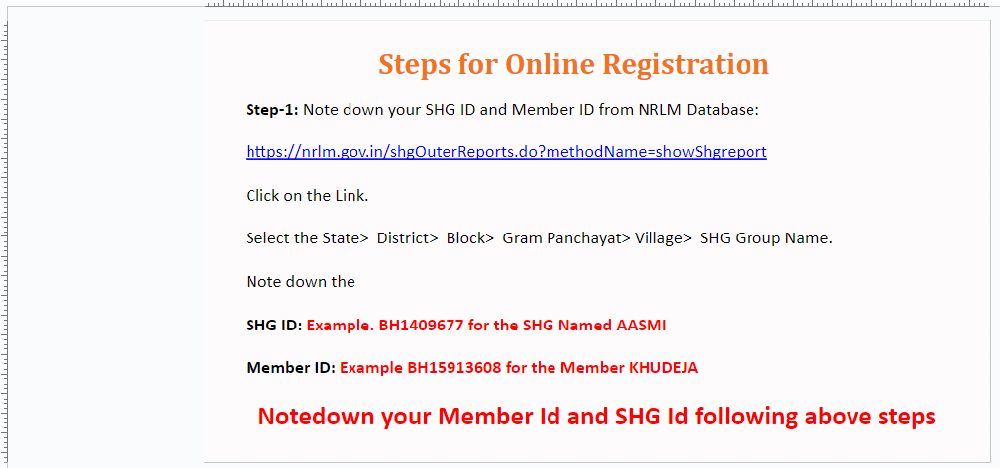 Steps for Online Registration
Step-1: Note down your SHG ID and Member ID from NRLM Database:
https://nrlm.gov.in/shgOuterReports.do?methodName=showShgreport
Click on the Link.
Select the State> District> Block> Gram Panchayat> Village> SHG Group Name.
Note down the
SHG ID: Example. BH1409677 for the SHG Named AASMI
Member ID: Example BH15913608 for the Member KHUDEJA
Notedown your Member Id and SHG Id following above steps